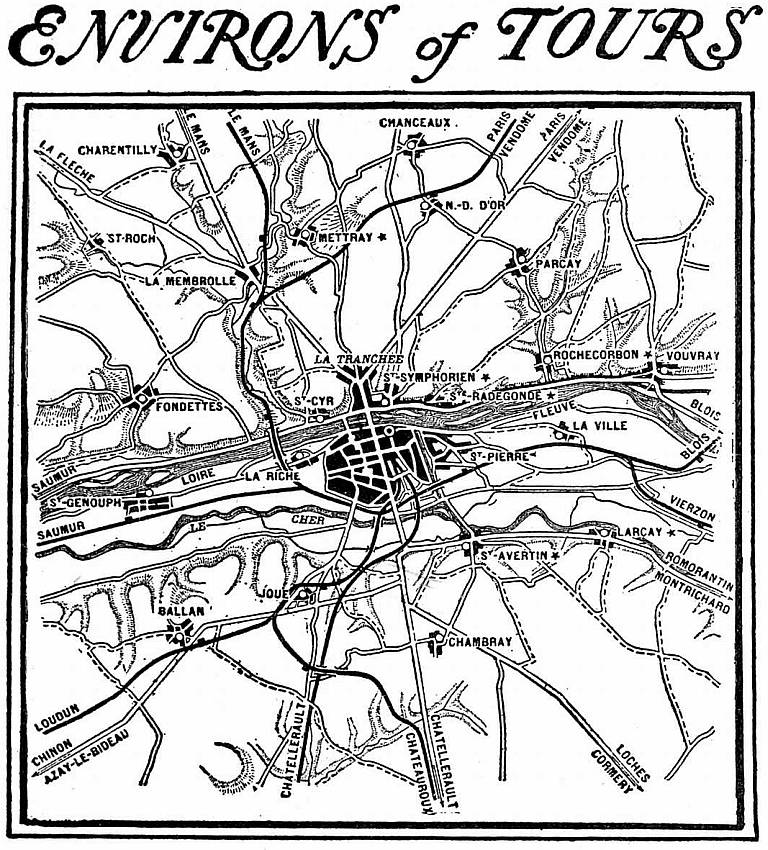 ENVIRONS of TOURS
LE MANS
LE MANS
CHANCEAUX
PARIS
VENDOME
PARIS
VENDOME
CHARENTILLY
LA FLECHE
N.-D. D'OR
ST-ROCH
METTRAY *
PARCAY
LA MEMBROLLE
LA TRANCHEE
ROCHECORBON *
VOUVRAY
ST-SYMPHORIEN *
STE-RADEGONDE *
ST-CYR
FONDETTES
FLEUVE
BLOIS
LA VILLE
BLOIS
SAUMUR
LOIRE
LA RICHE
ST-PIERRE
ST-GENOUPH
VIERZON
SAUMUR
LE CHER
LARCAY *
ST-AVERTIN *
ROMORANTIN
MONTRICHARD
JOUE
BALLAN
CHAMBRAY
LOUDUN
CHINON
AZAY-LE-BIDEAU
CHATELLERAULT
CHATEAUROUX
CHATELLERAULT
LOCHES
CORMERY